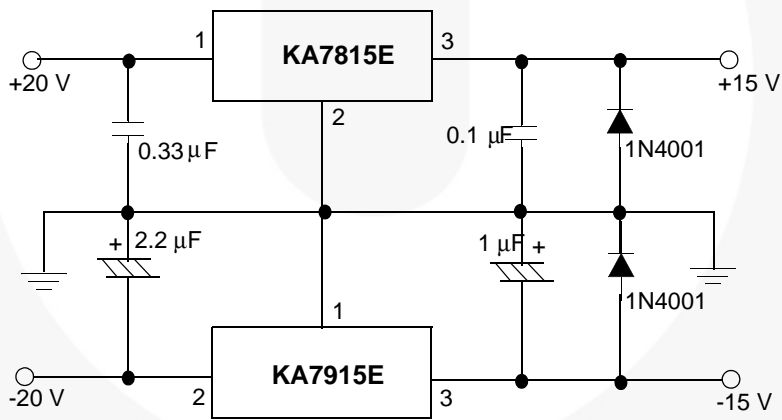 1
KA7815E
3
+20 V
+15 V
2
0.33 µF
0.1 µF
1N4001
+ 2.2 µF
1 µF +
1
1N4001
KA7915E
-20 V
2
3
-15 V